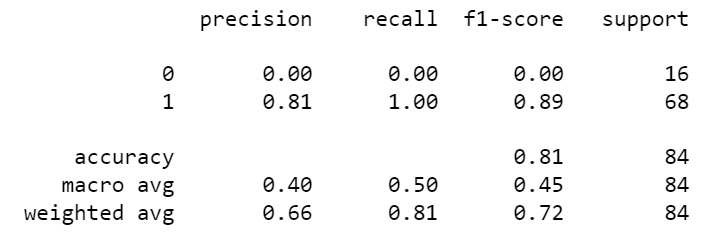 precision recall f1-score support
0 0.00 0.00 0.00 16
1 0.81 1.00 0.89 68
accuracy 0.81 84
macro avg 0.40 0.50 0.45 84
weighted avg 0.66 0.81 0.72 84